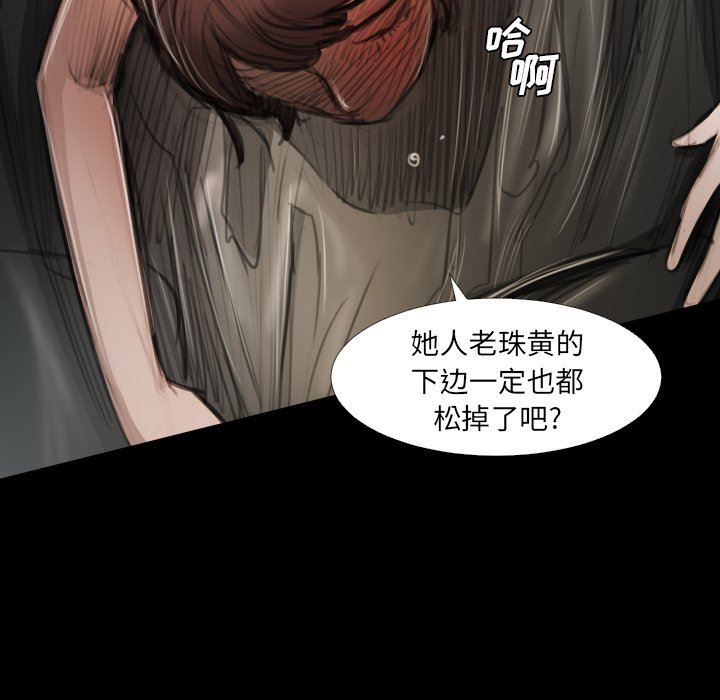 哈
啊
她人老珠黄的
下边一定也都
松掉了吧?